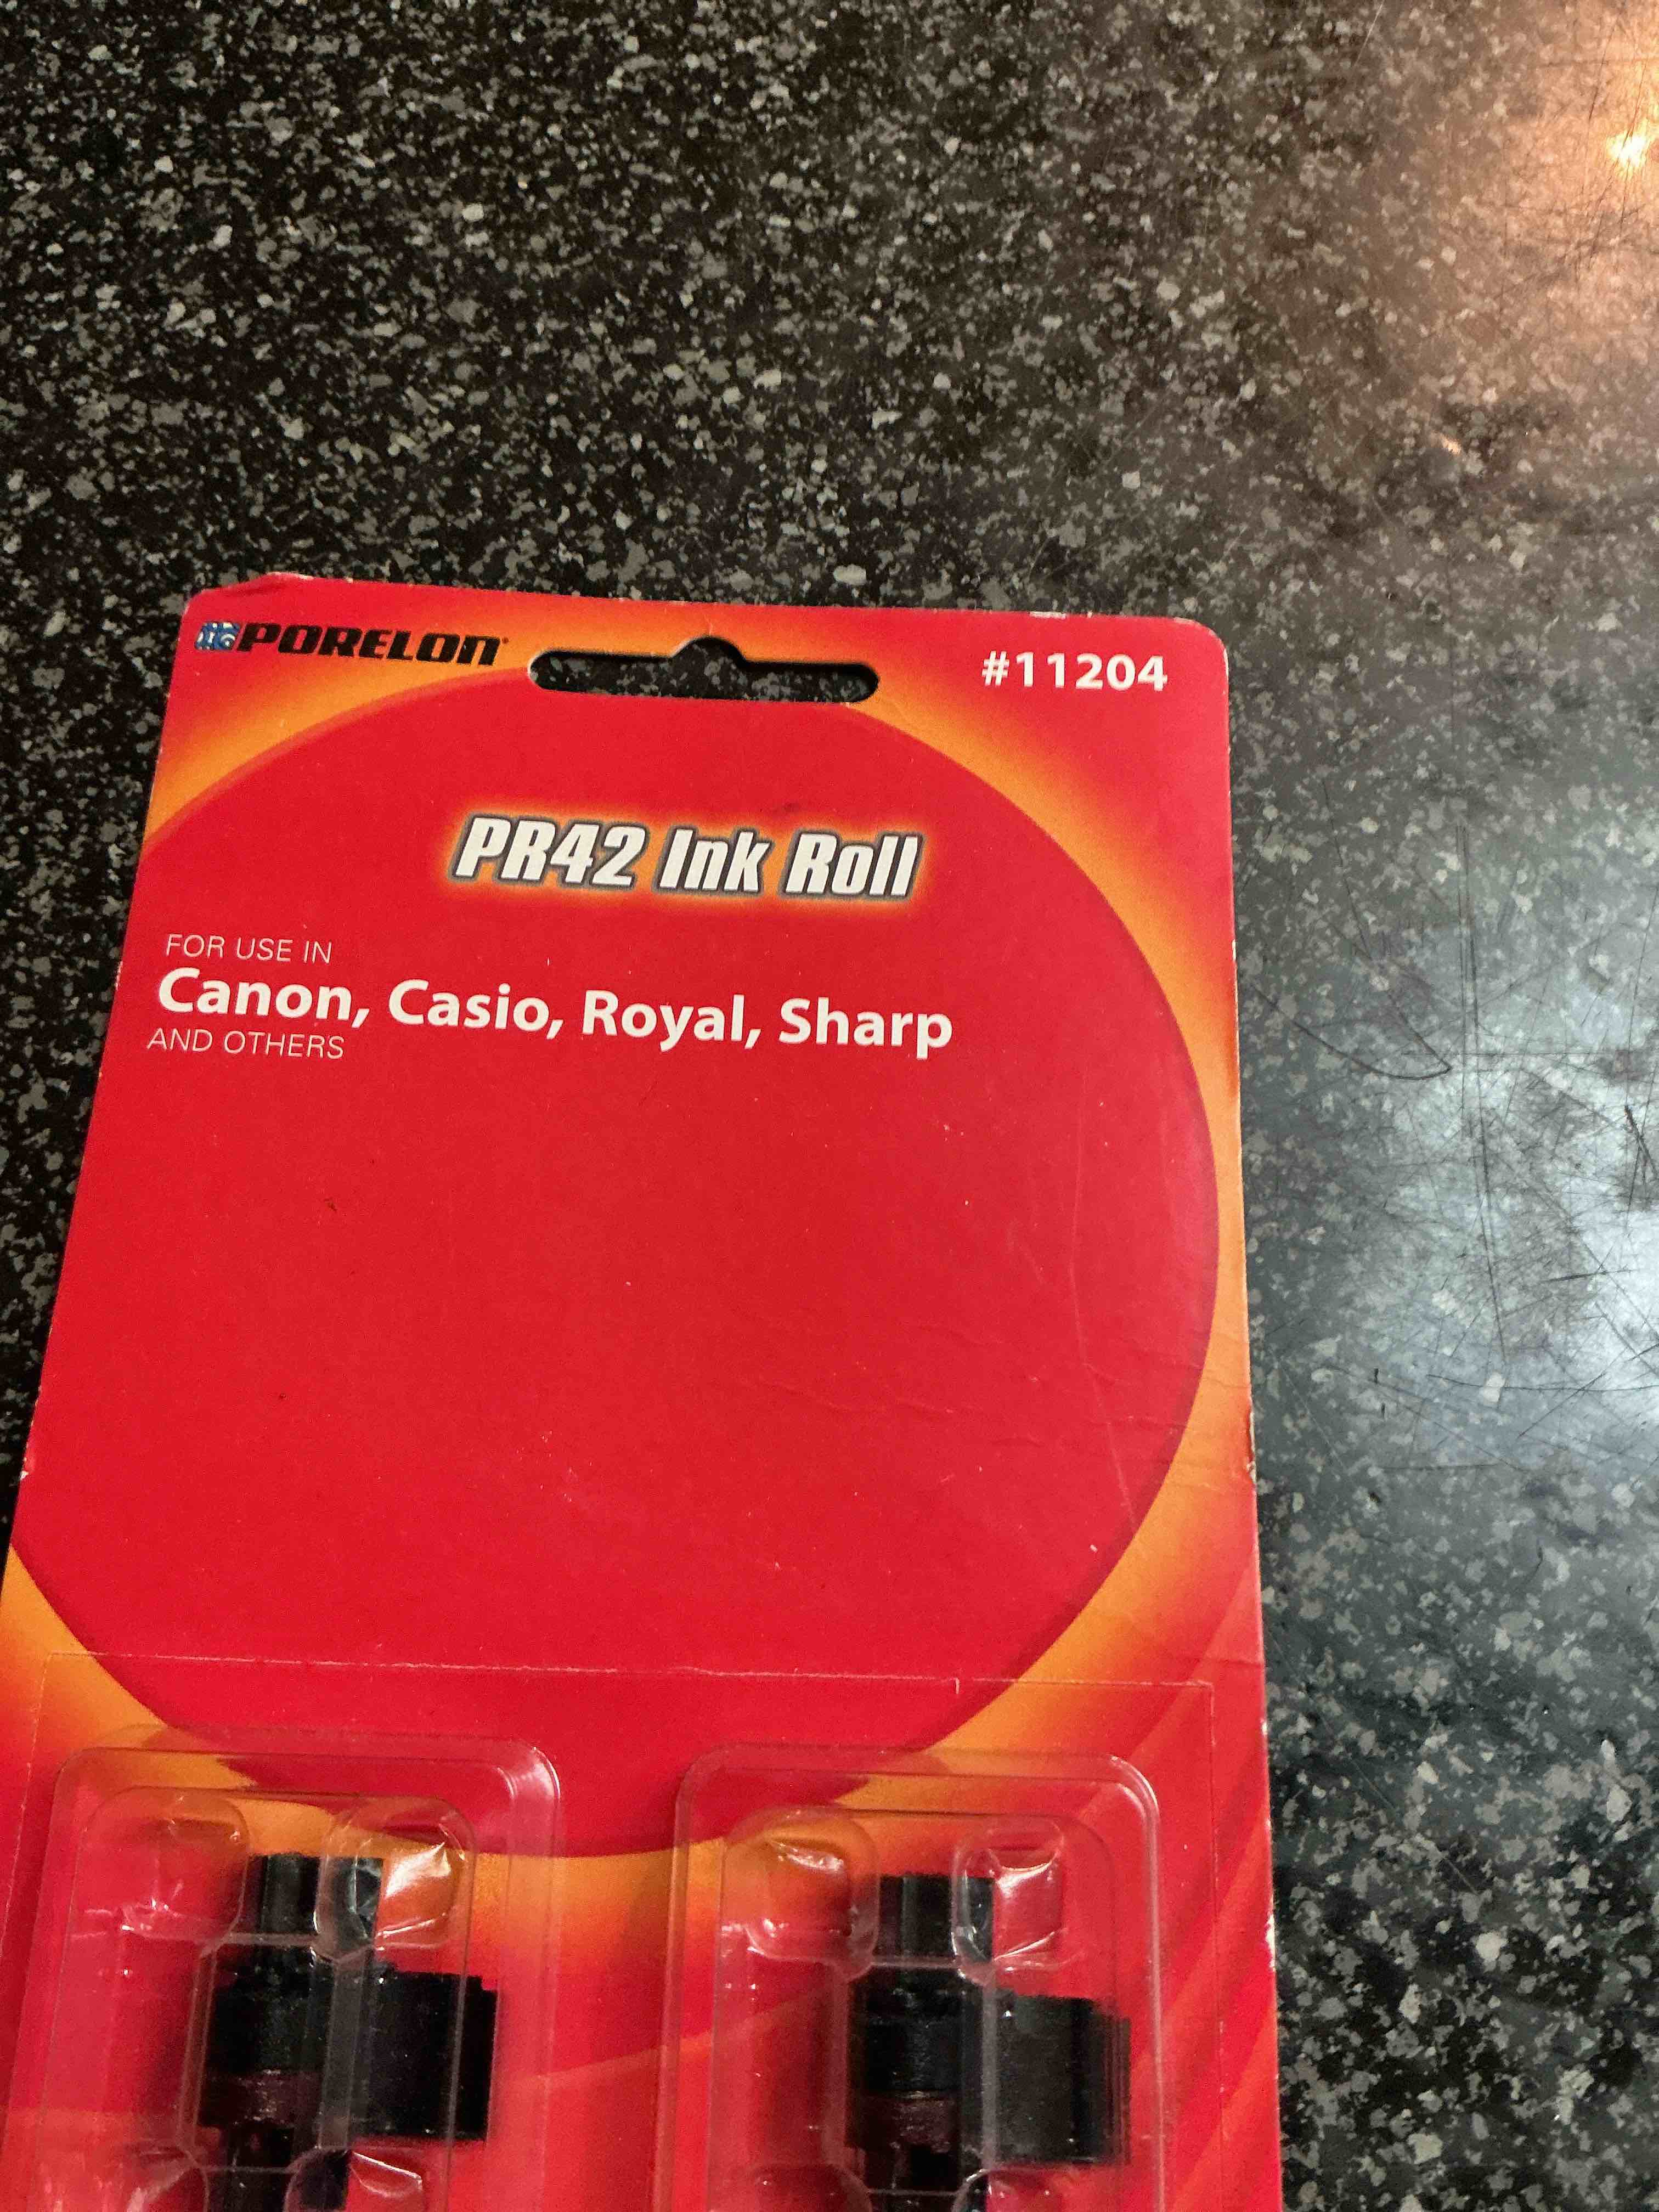 PORELON
#11204
PR42 Ink Roll
FOR USE IN
Canon, Casio, Royal, Sharp
AND OTHERS